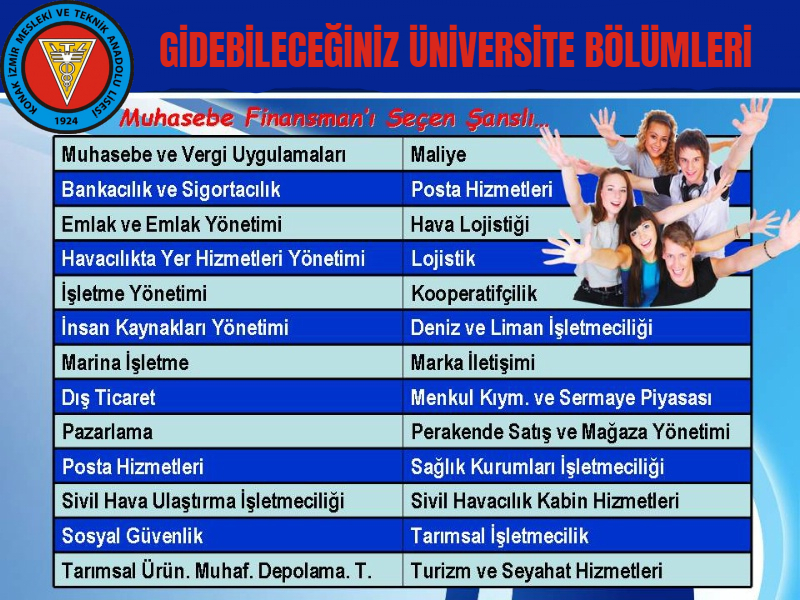 KONAK İZMİR MESLEKİ VE TEKNİK ANADOLU LİSESİ
1924
GİDEBİLECEĞİNİZ ÜNİVERSİTE BÖLÜMLERİ
Muhasebe Finansman'ı Seçen Şanslı...
Muhasebe ve Vergi Uygulamaları Maliye
Bankacılık ve Sigortacılık Posta Hizmetleri
Emlak ve Emlak Yönetimi Hava Lojistiği
Havacılıkta Yer Hizmetleri Yönetimi Lojistik
İşletme Yönetimi Kooperatifçilik
İnsan Kaynakları Yönetimi Deniz ve Liman İşletmeciliği
Marina İşletme Marka İletişimi
Dış Ticaret Menkul Kıym. ve Sermaye Piyasası
Pazarlama Perakende Satış ve Mağaza Yönetimi
Posta Hizmetleri Sağlık Kurumları İşletmeciliği
Sivil Hava Ulaştırma İşletmeciliği Sivil Havacılık Kabin Hizmetleri
Sosyal Güvenlik Tarımsal İşletmecilik
Tarımsal Ürün. Muhaf. Depolama. T. Turizm ve Seyahat Hizmetleri